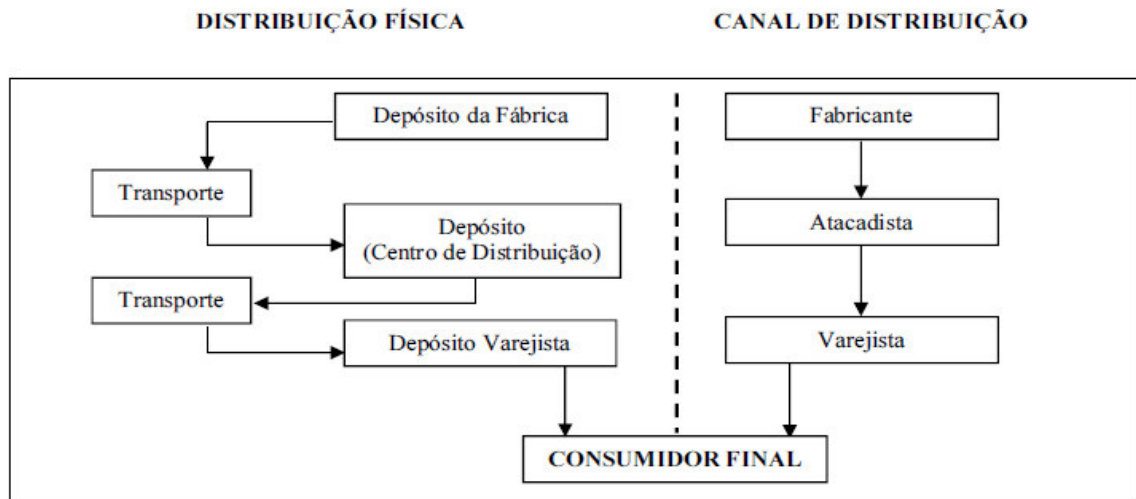 DISTRIBUIÇÃO FÍSICA
CANAL DE DISTRIBUIÇÃO
Depósito da Fábrica
Transporte
Depósito
(Centro de Distribuição)
Transporte
Depósito Varejista
Fabricante
Atacadista
Varejista
CONSUMIDOR FINAL